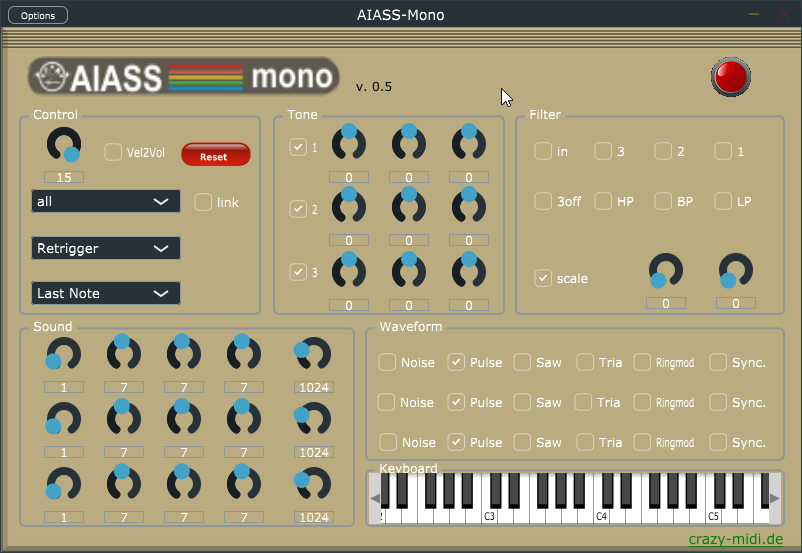 Options
AIASS-Mono
AIASS mono
v. 0.5
Control
Tone
Filter
Vel2Vol
Reset
15
all
link
Retrigger
Last Note
1
0 0 0
2
0 0 0
3
0 0 0
in 3 2 1
3off HP BP LP
scale
0 0
Sound
1 7 7 7 1024
1 7 7 7 1024
1 7 7 7 1024
Waveform
Noise Pulse Saw Tria Ringmod Sync.
Noise Pulse Saw Tria Ringmod Sync.
Noise Pulse Saw Tria Ringmod Sync.
Keyboard
C3 C4 C5
crazy-midi.de